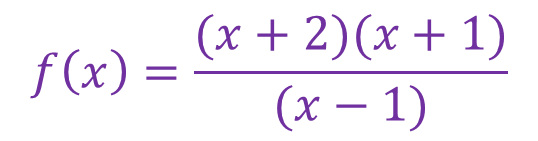 f(x) = (x + 2)(x + 1) / (x − 1)